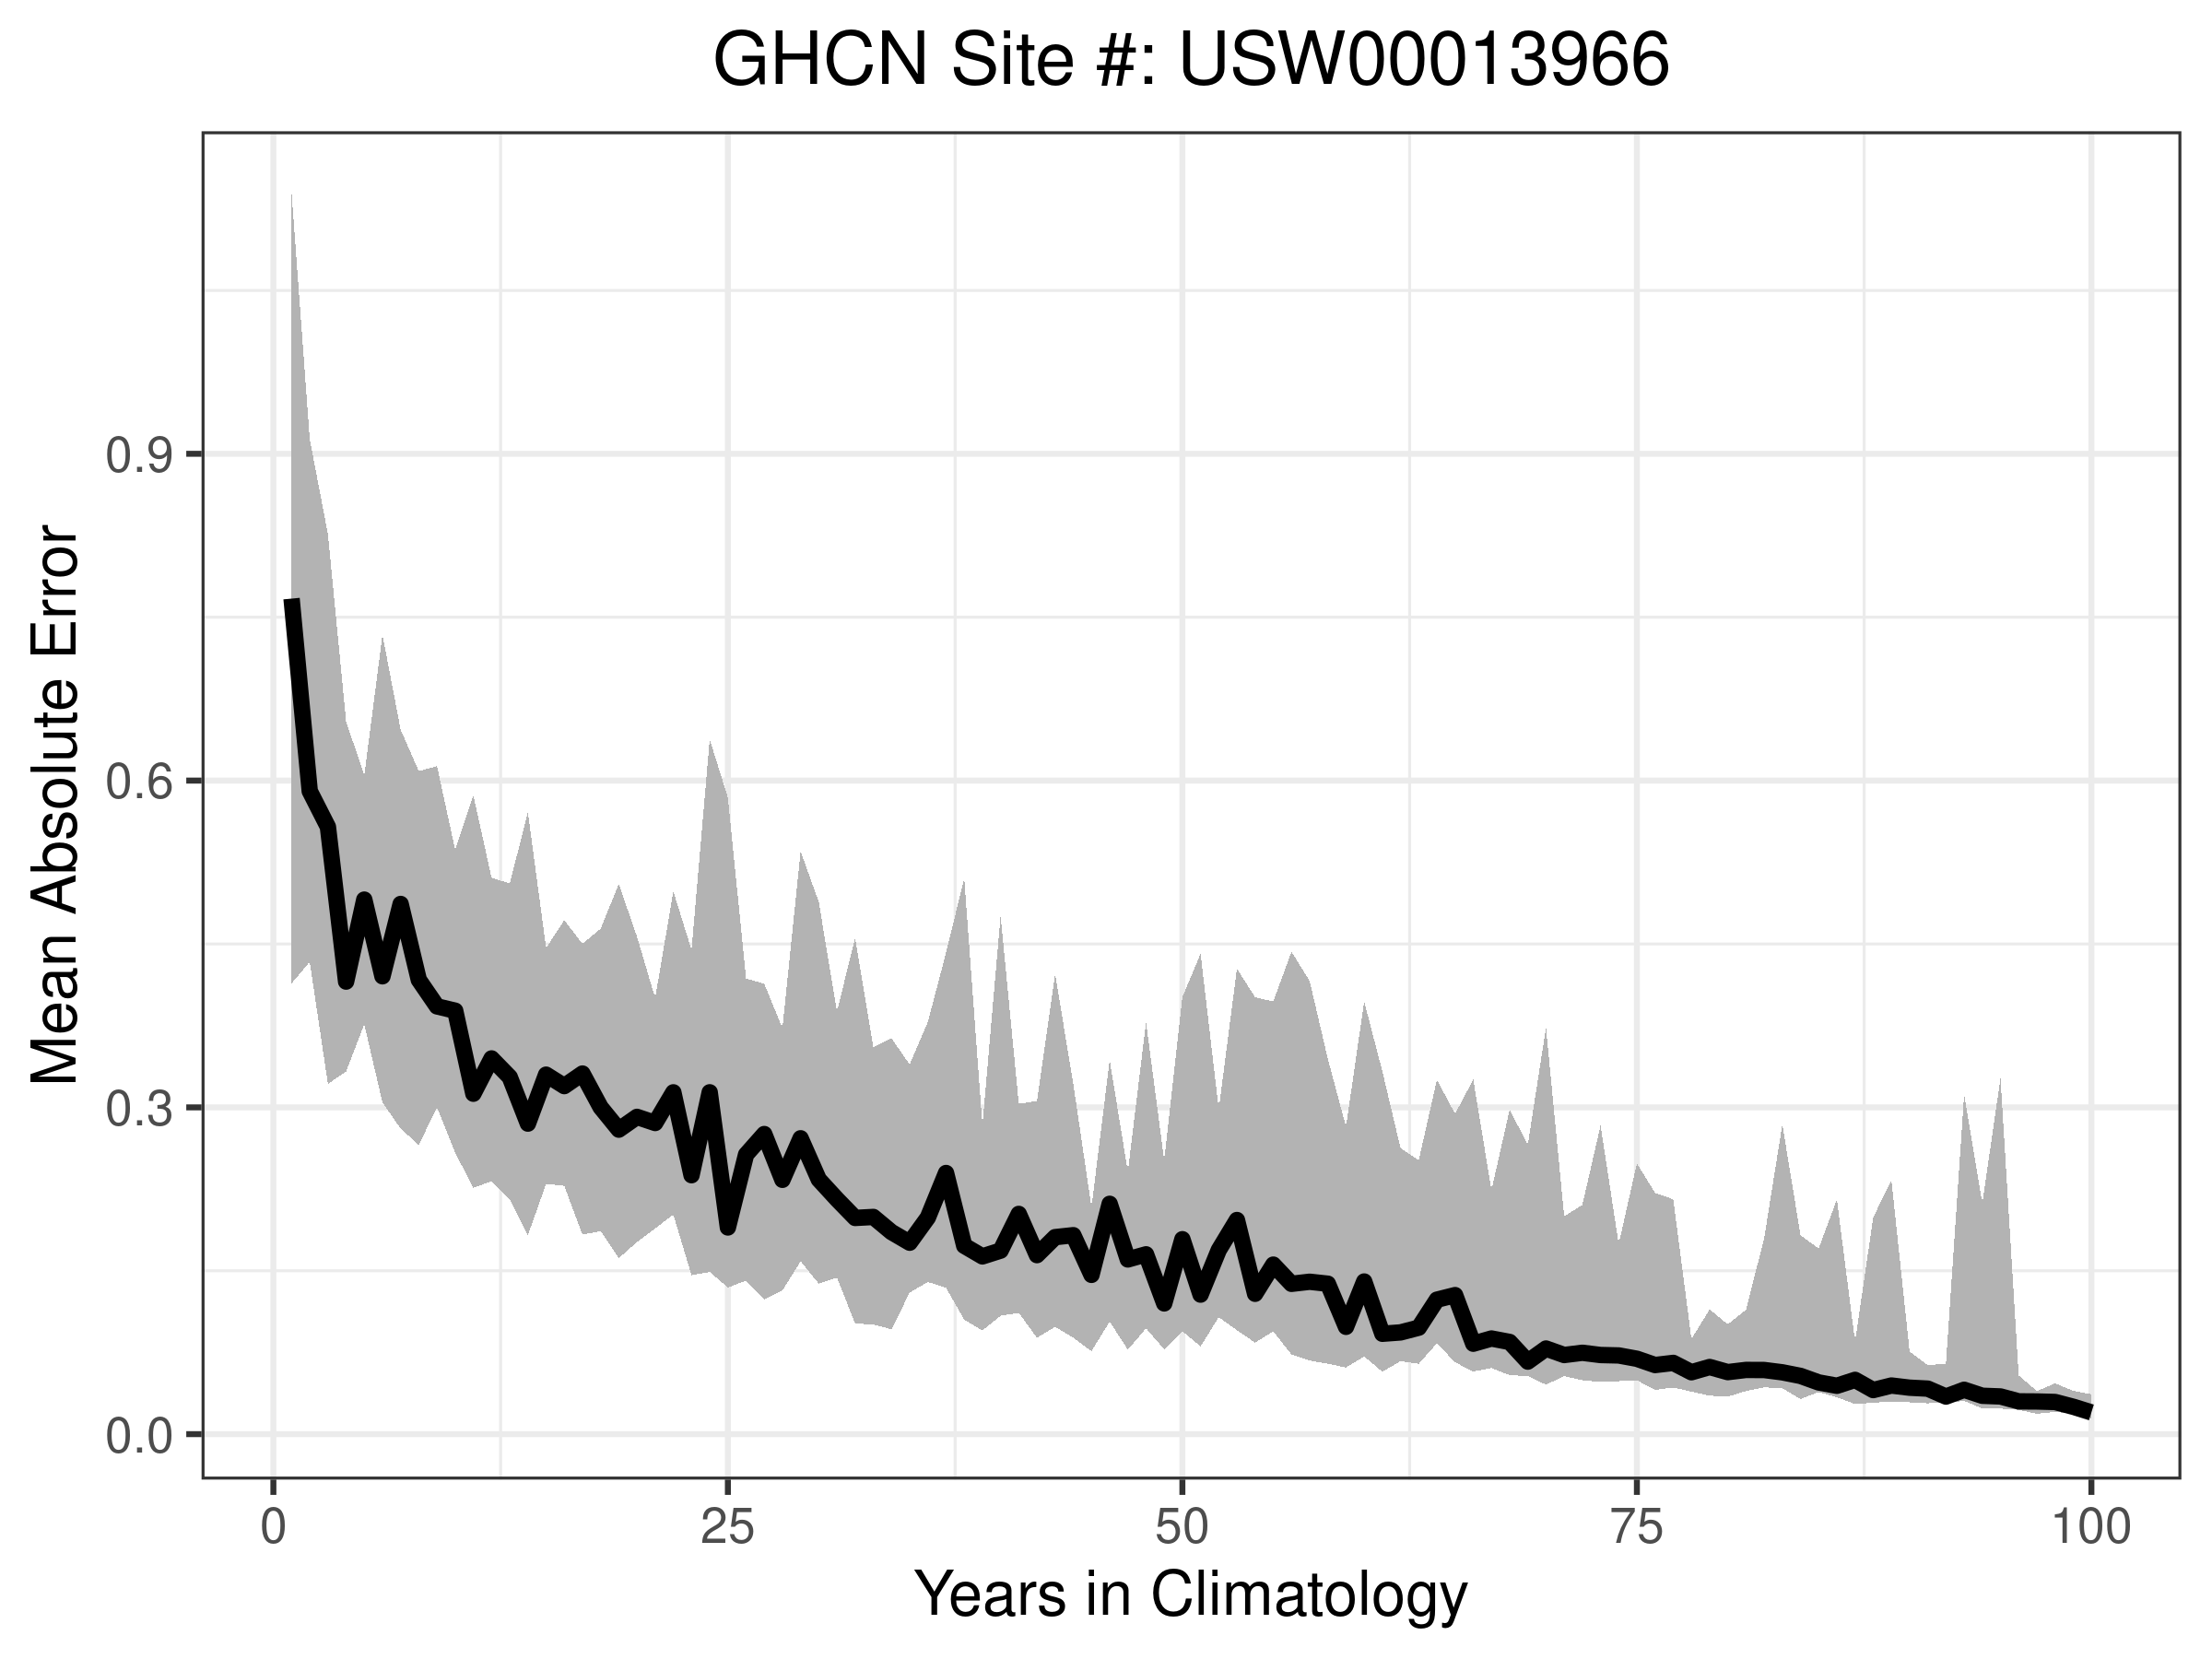 GHCN Site #: USW00013966
Mean Absolute Error
0.9
0.6
0.3
0.0
0 25 50 75 100
Years in Climatology